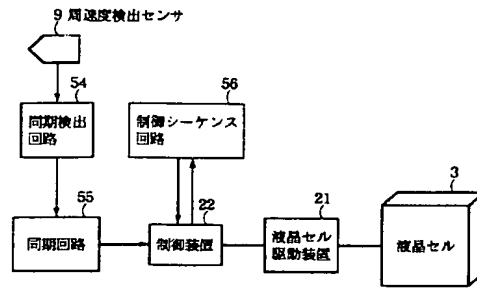 9 周速度検出センサ
54
同期検出
回路
56
制御シーケンス
回路
55
同期回路
22
制御装置
21
液晶セル
駆動装置
3
液晶セル